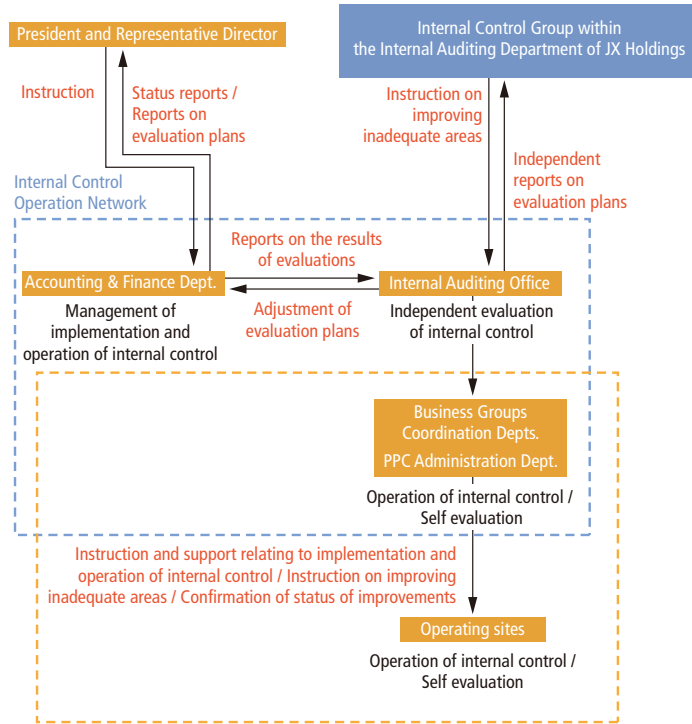 President and Representative Director
Internal Control Group within
the Internal Auditing Department of JX Holdings
Instruction
Status reports /
Reports on
evaluation plans
Instruction on
improving
inadequate areas
Independent
reports on
evaluation plans
Internal Control
Operation Network
Reports on the results
of evaluations
Accounting & Finance Dept.
Internal Auditing Office
Management of
implementation and
operation of internal control
Adjustment of
evaluation plans
Independent evaluation
of internal control
Business Groups
Coordination Depts.
PPC Administration Dept.
Operation of internal control /
Self evaluation
Instruction and support relating to implementation and
operation of internal control / Instruction on improving
inadequate areas / Confirmation of status of improvements
Operating sites
Operation of internal control /
Self evaluation